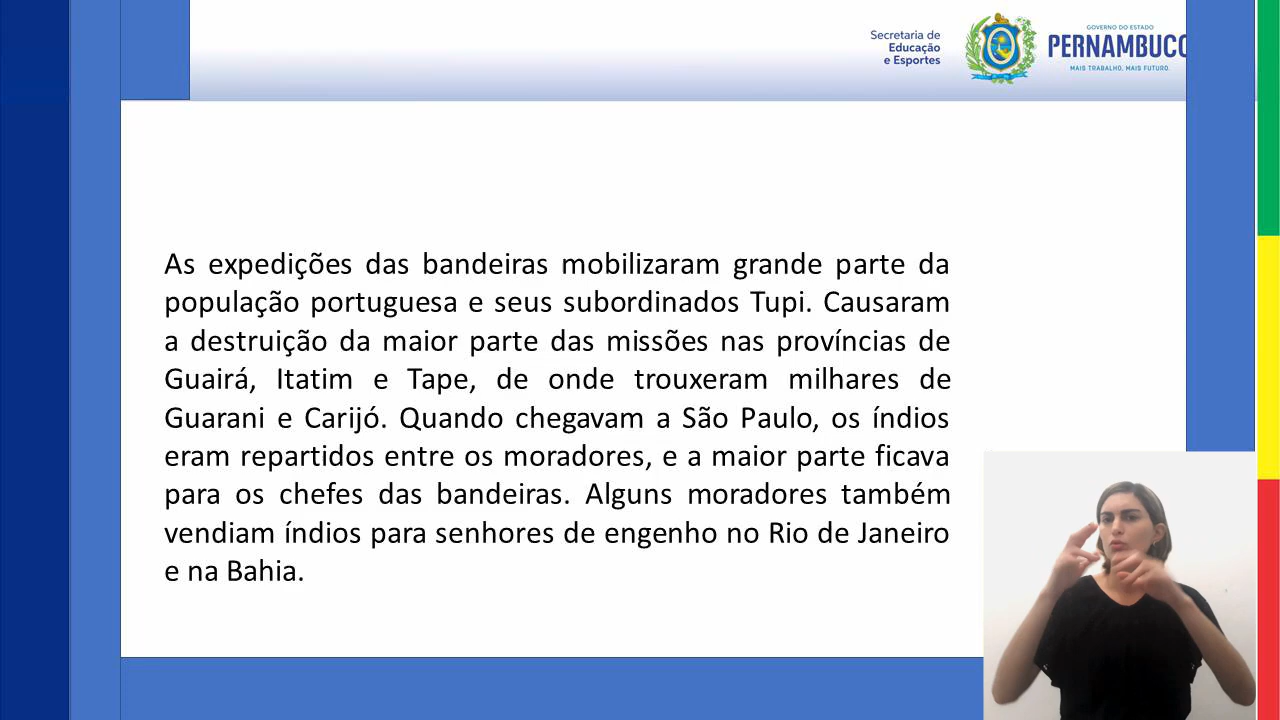 Secretaria de
Educação
e Esportes
GOVERNO DO ESTADO
PERNAMBUCO
MAIS TRABALHO, MAIS FUTURO.
As expedições das bandeiras mobilizaram grande parte da
população portuguesa e seus subordinados Tupi. Causaram
a destruição da maior parte das missões nas províncias de
Guairá, Itatim e Tape, de onde trouxeram milhares de
Guarani e Carijó. Quando chegavam a São Paulo, os índios
eram repartidos entre os moradores, e a maior parte ficava
para os chefes das bandeiras. Alguns moradores também
vendiam índios para senhores de engenho no Rio de Janeiro
e na Bahia.